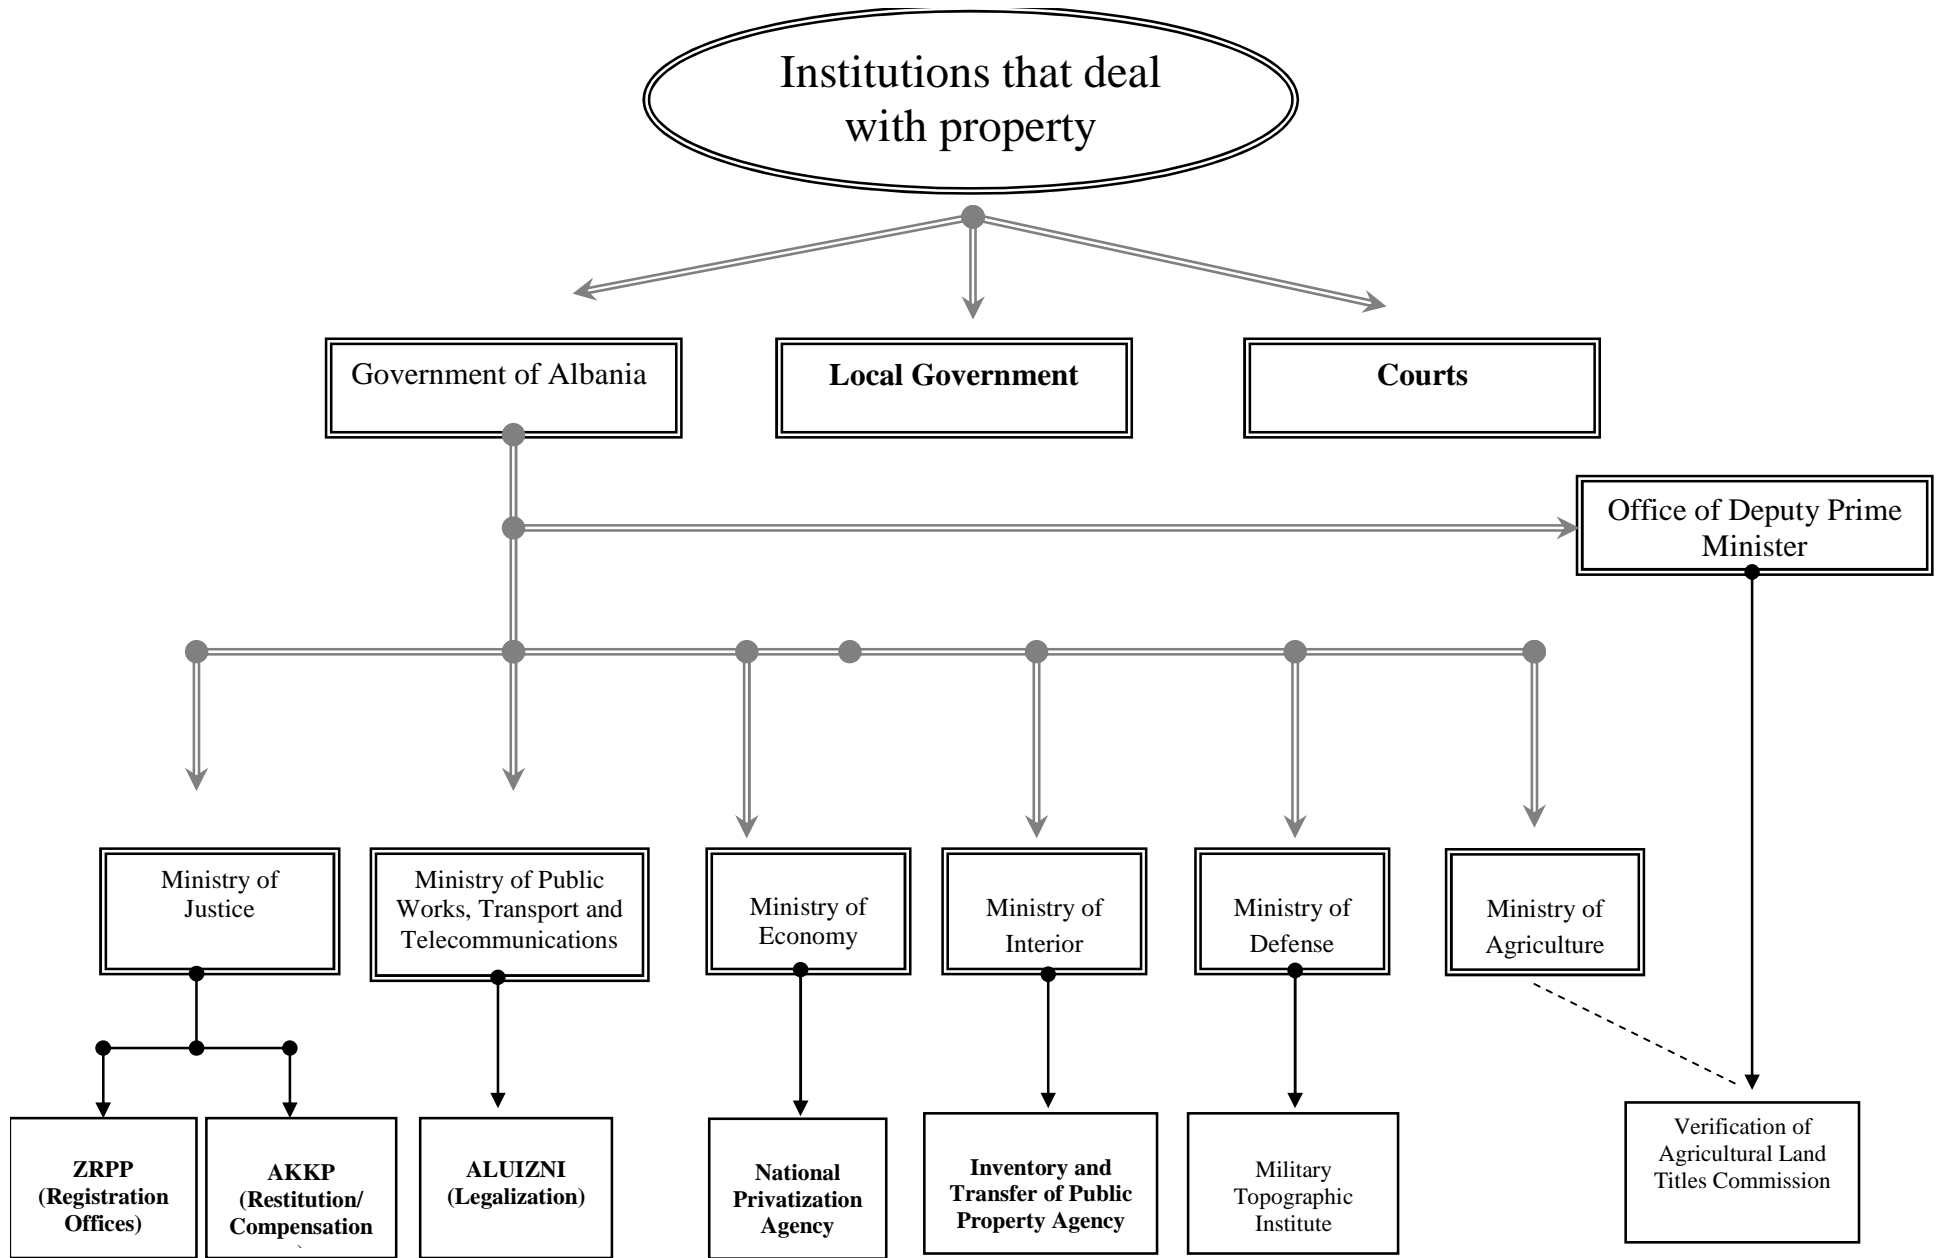 Institutions that deal
with property
Government of Albania
Local Government
Courts
Office of Deputy Prime
Minister
Ministry of
Justice
Ministry of Public
Works, Transport and
Telecommunications
Ministry of
Economy
Ministry of
Interior
Ministry of
Defense
Ministry of
Agriculture
ZRPP
(Registration
Offices)
AKKP
(Restitution/
Compensation
ALUIZNI
(Legalization)
National
Privatization
Agency
Inventory and
Transfer of Public
Property Agency
Military
Topographic
Institute
Verification of
Agricultural Land
Titles Commission